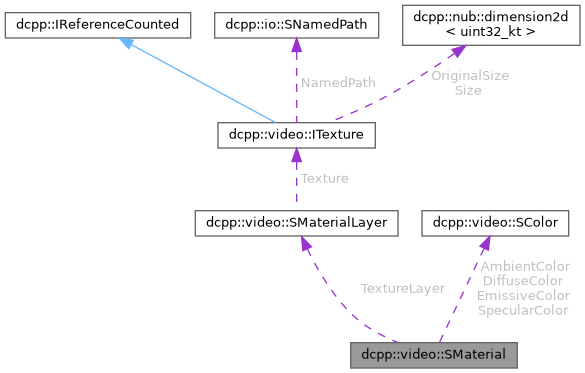 dcpp::IReferenceCounted
dcpp::io::SNamedPath
dcpp::nub::dimension2d
< uint32_kt >
NamedPath
OriginalSize
Size
dcpp::video::ITexture
Texture
dcpp::video::SMaterialLayer
dcpp::video::SColor
TextureLayer
AmbientColor
DiffuseColor
EmissiveColor
SpecularColor
dcpp::video::SMaterial